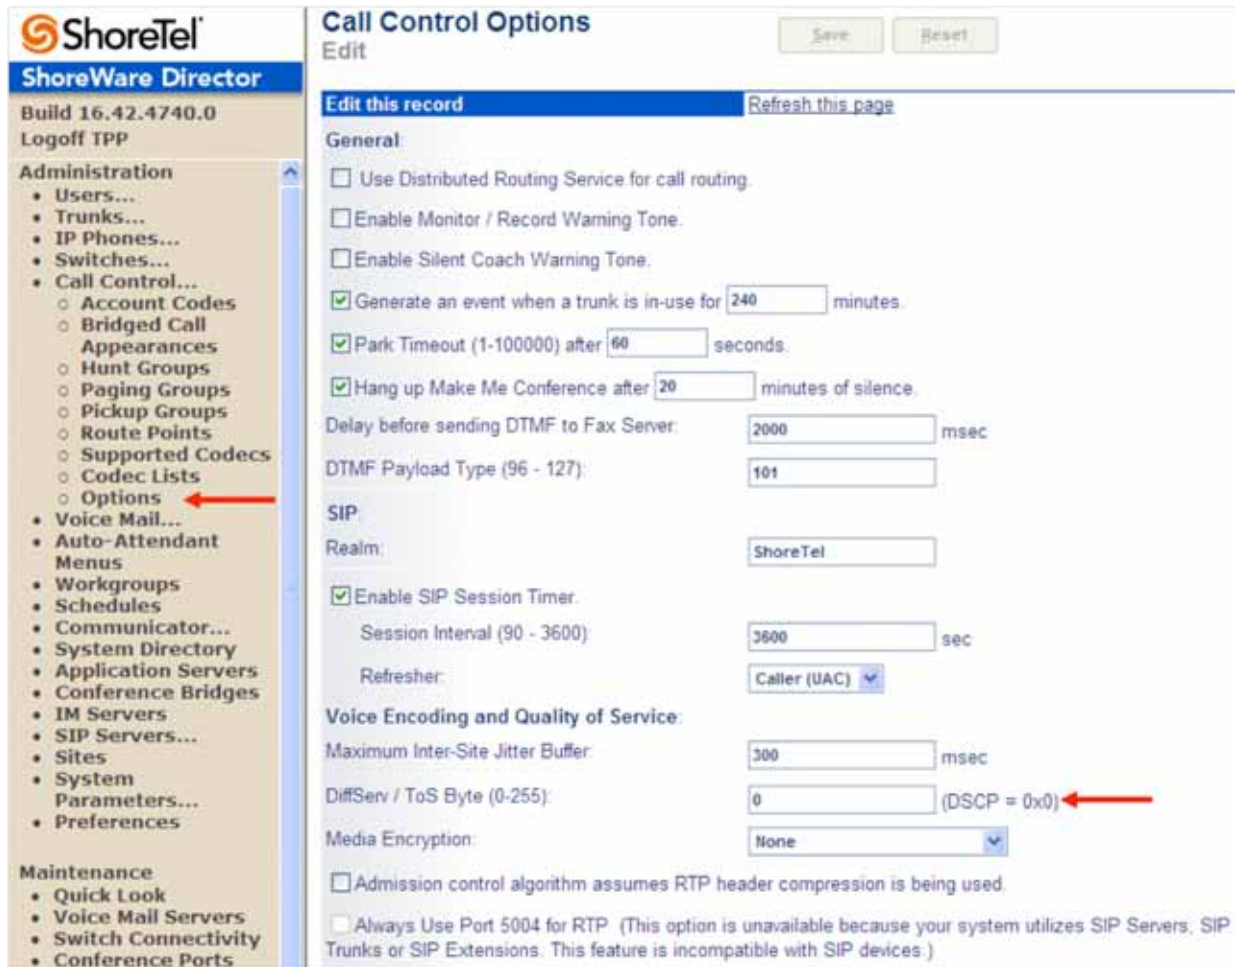 ShoreTel
ShoreWare Director
Build 16.42.4740.0
Logoff TPP
Administration
• Users...
• Trunks...
• IP Phones...
• Switches...
• Call Control...
○ Account Codes
○ Bridged Call
Appearances
○ Hunt Groups
○ Paging Groups
○ Pickup Groups
○ Route Points
○ Supported Codecs
○ Codec Lists
○ Options
• Voice Mail...
• Auto-Attendant
Menus
• Workgroups
• Schedules
• Communicator...
• System Directory
• Application Servers
• Conference Bridges
• IM Servers
• SIP Servers...
• Sites
• System
Parameters...
• Preferences
Maintenance
• Quick Look
• Voice Mail Servers
• Switch Connectivity
• Conference Ports
Call Control Options
Edit
Save Reset
Edit this record Refresh this page
General:
Use Distributed Routing Service for call routing.
Enable Monitor / Record Warning Tone.
Enable Silent Coach Warning Tone.
Generate an event when a trunk is in-use for 240 minutes.
Park Timeout (1-100000) after 60 seconds.
Hang up Make Me Conference after 20 minutes of silence.
Delay before sending DTMF to Fax Server: 2000 msec
DTMF Payload Type (96 - 127): 101
SIP:
Realm: ShoreTel
Enable SIP Session Timer.
Session Interval (90 - 3600): 3600 sec
Refresher: Caller (UAC)
Voice Encoding and Quality of Service:
Maximum Inter-Site Jitter Buffer: 300 msec
DiffServ / ToS Byte (0-255): 0 (DSCP = 0x0)
Media Encryption: None
Admission control algorithm assumes RTP header compression is being used.
Always Use Port 5004 for RTP (This option is unavailable because your system utilizes SIP Servers, SIP
Trunks or SIP Extensions. This feature is incompatible with SIP devices.)